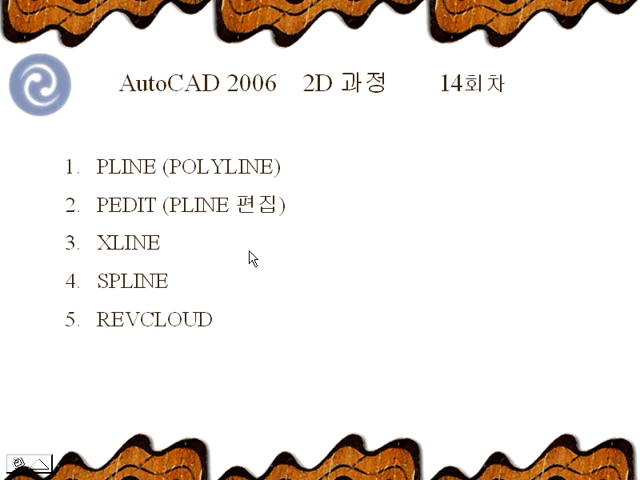 AutoCAD 2006 2D 과정 14회차
1. PLINE (POLYLINE)
2. PEDIT (PLINE 편집)
3. XLINE
4. SPLINE
5. REVCLOUD